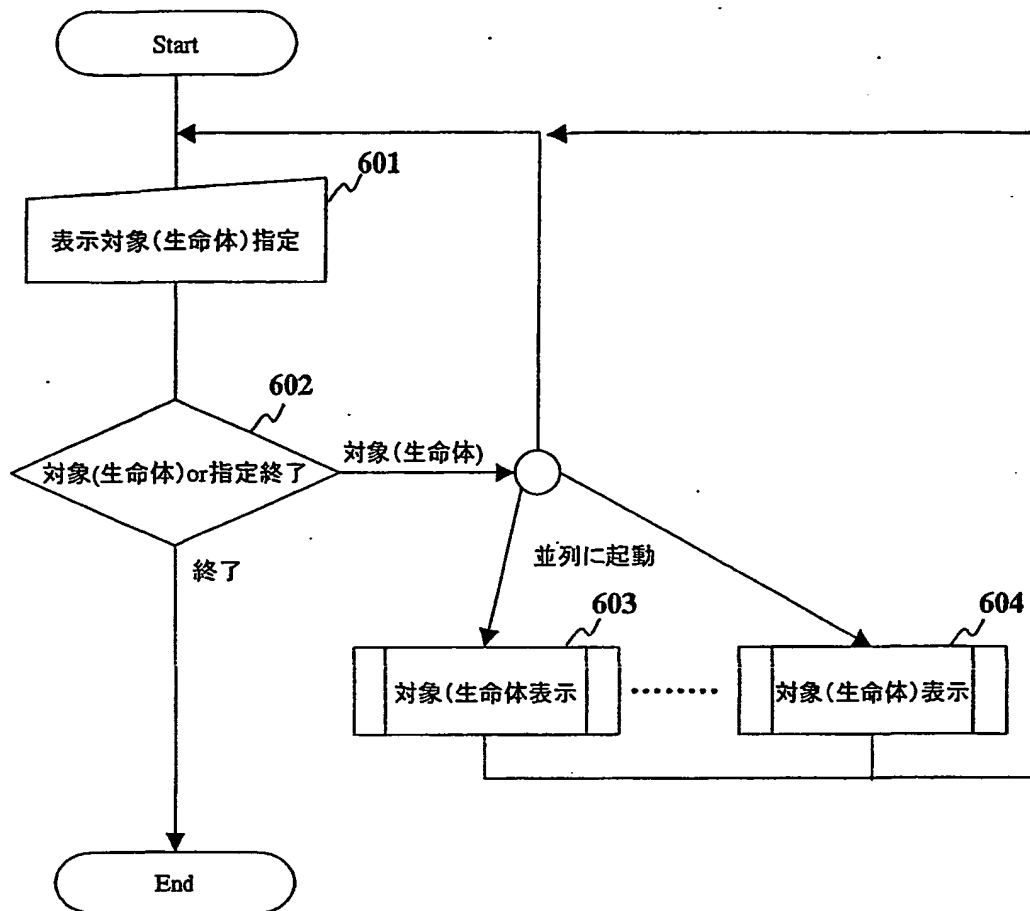 Start
601
表示対象(生命体)指定
602
対象(生命体)or指定終了
対象(生命体)
終了
並列に起動
603
対象(生命体表示
604
対象(生命体)表示
End